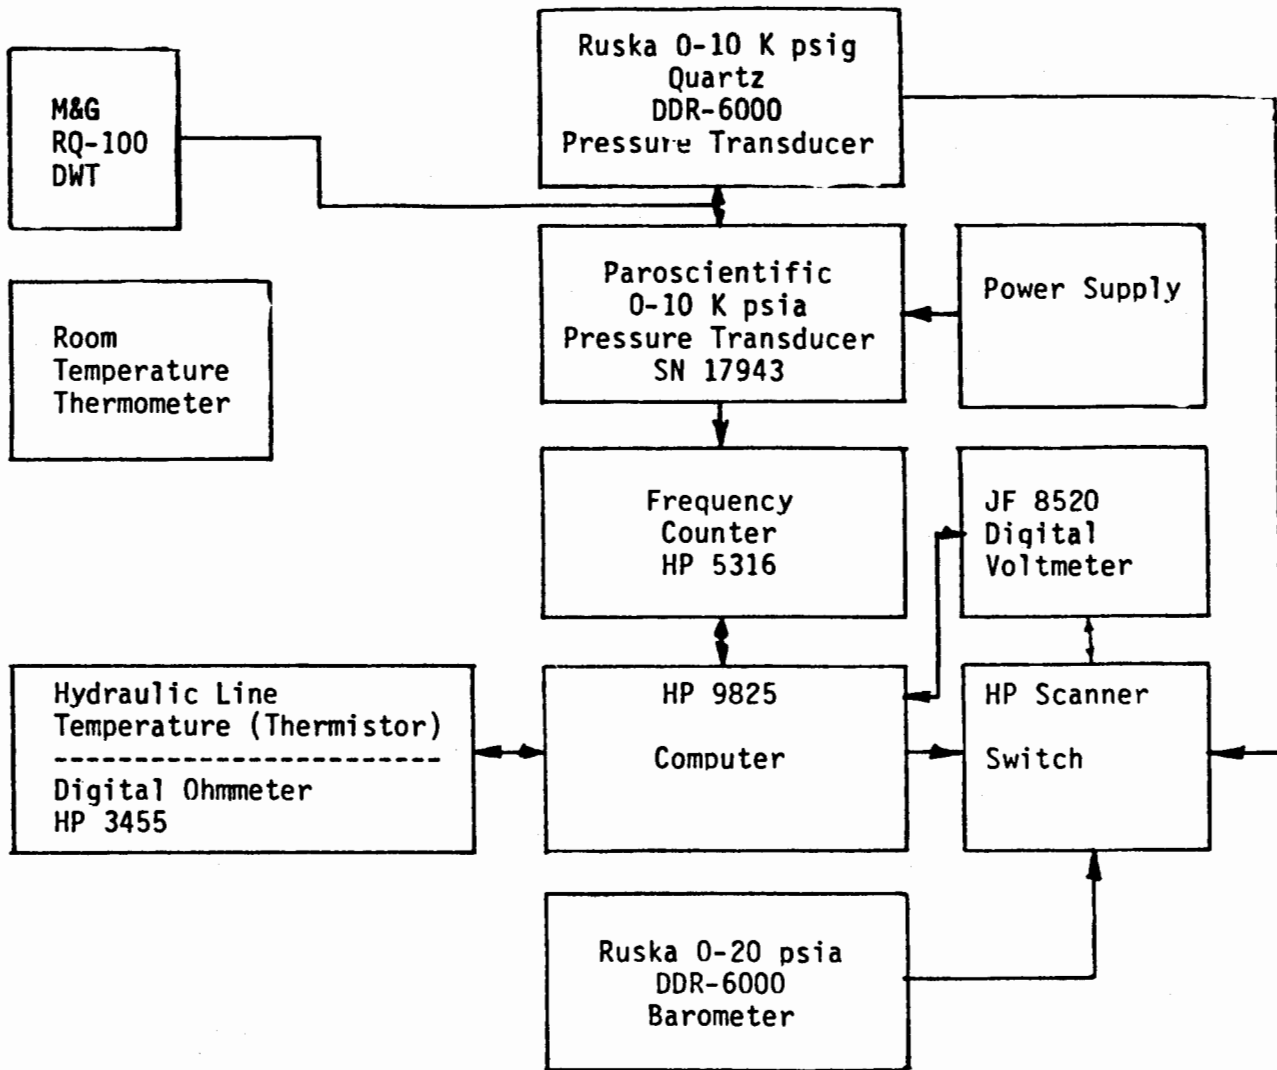 M&G
RQ-100
DWT
Ruska 0-10 K psig
Quartz
DDR-6000
Pressure Transducer
Room
Temperature
Thermometer
Paroscientific
0-10 K psia
Pressure Transducer
SN 17943
Power Supply
Frequency
Counter
HP 5316
JF 8520
Digital
Voltmeter
Hydraulic Line
Temperature (Thermistor)
Digital Ohmmeter
HP 3455
HP 9825
Computer
HP Scanner
Switch
Ruska 0-20 psia
DDR-6000
Barometer